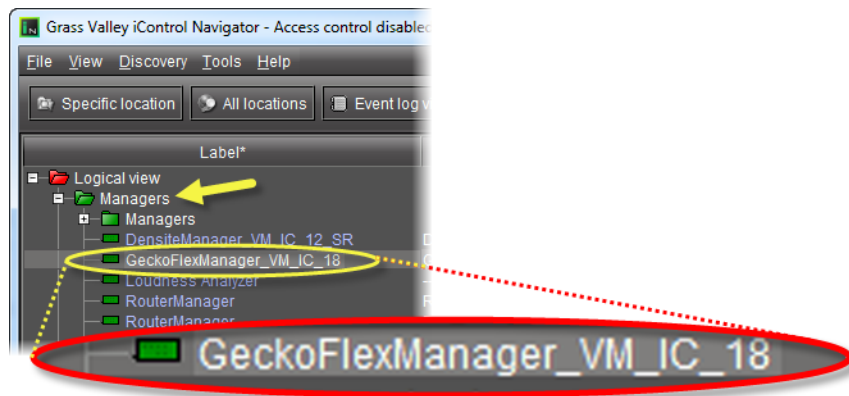 Grass Valley iControl Navigator - Access control disabled
File View Discovery Tools Help
Specific location All locations Event log v
Label*
Logical view
Managers
Managers
DensiteManager_VM_IC_12_SR
GeckoFlexManager_VM_IC_18
Loudness Analyzer
RouterManager
RouterManager
GeckoFlexManager_VM_IC_18